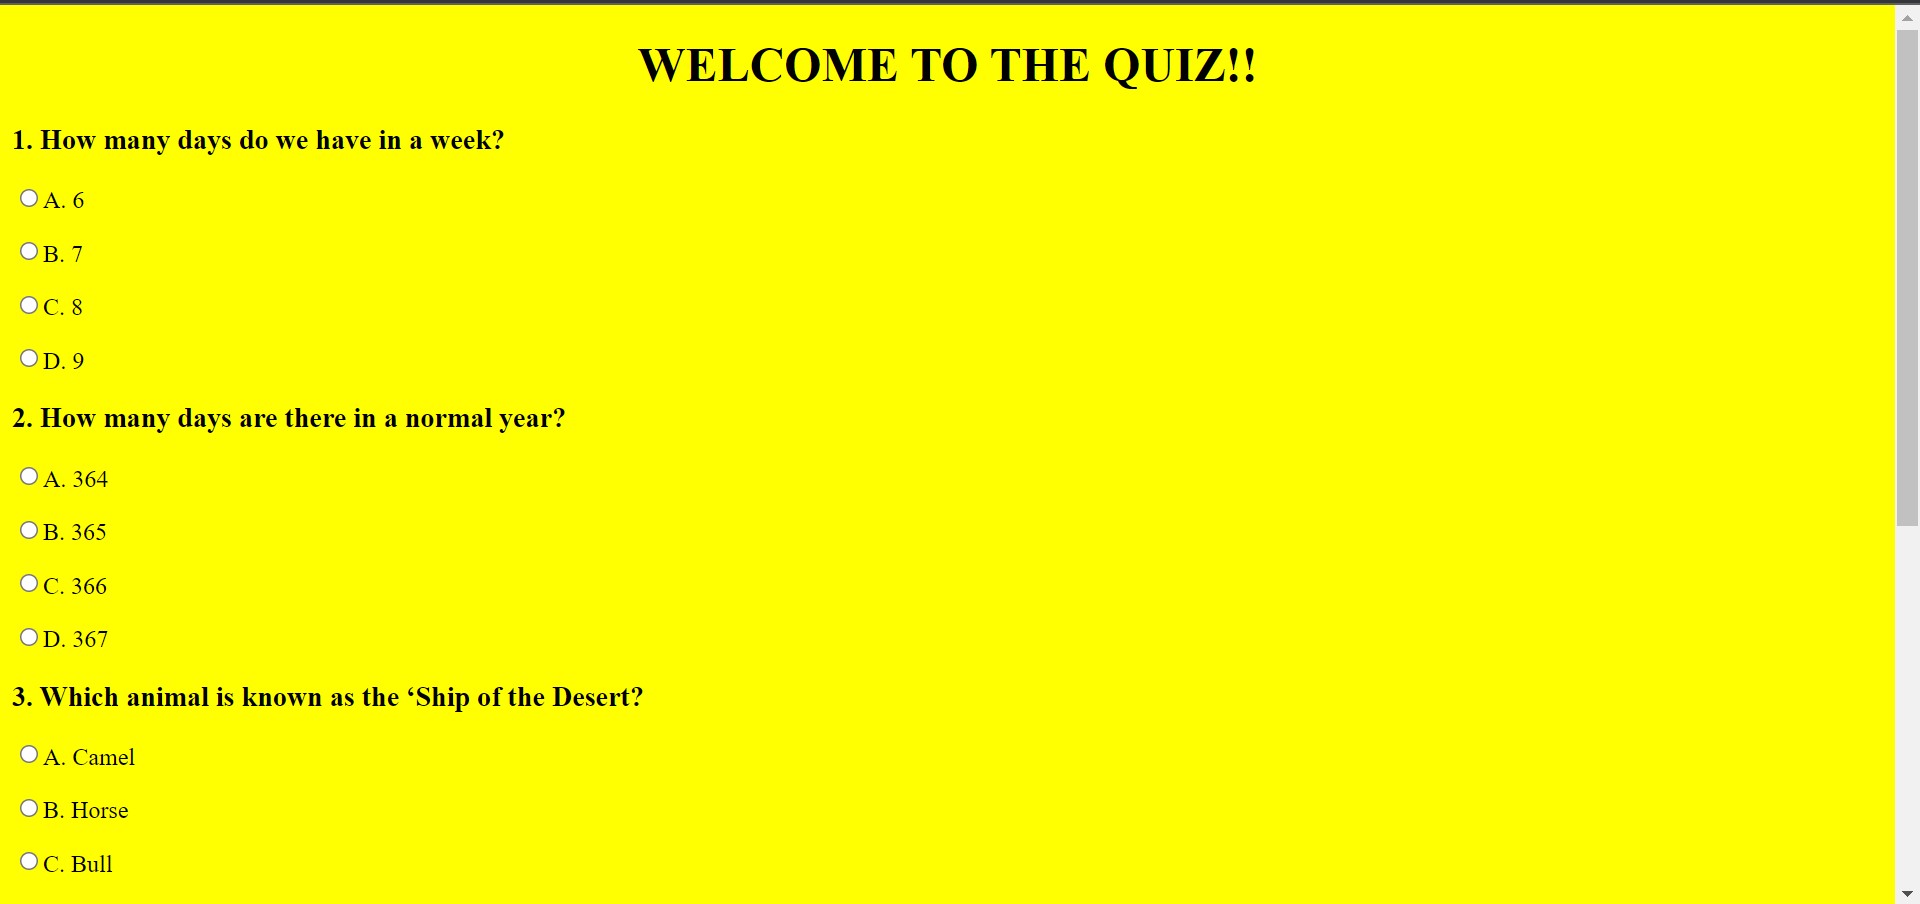 WELCOME TO THE QUIZ!!
1. How many days do we have in a week?
A. 6
B. 7
C. 8
D. 9
2. How many days are there in a normal year?
A. 364
B. 365
C. 366
D. 367
3. Which animal is known as the ‘Ship of the Desert?
A. Camel
B. Horse
C. Bull